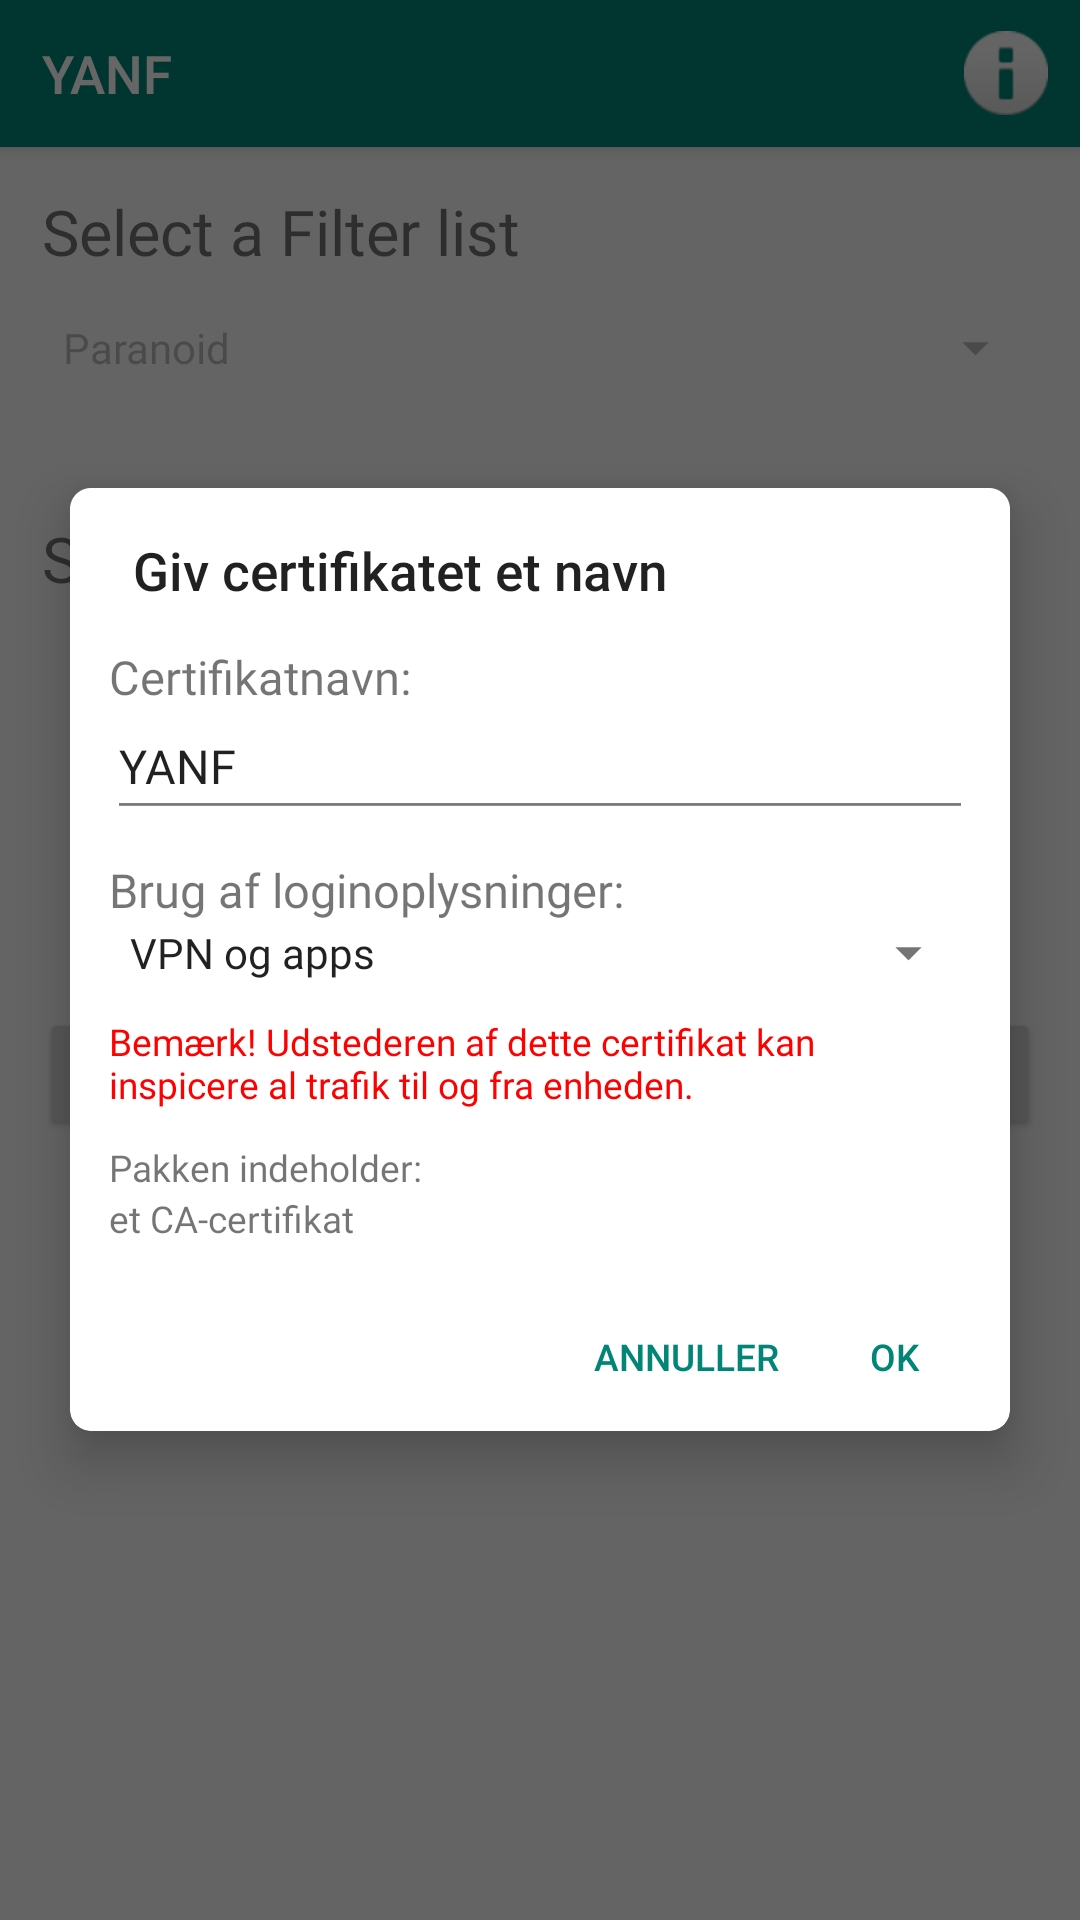 YANF
Select a Filter list
Paranoid
S
Giv certifikatet et navn
Certifikatnavn:
YANF
Brug af loginoplysninger:
VPN og apps
Bemærk! Udstederen af dette certifikat kan
inspicere al trafik til og fra enheden.
Pakken indeholder:
et CA-certifikat
ANNULLER
OK